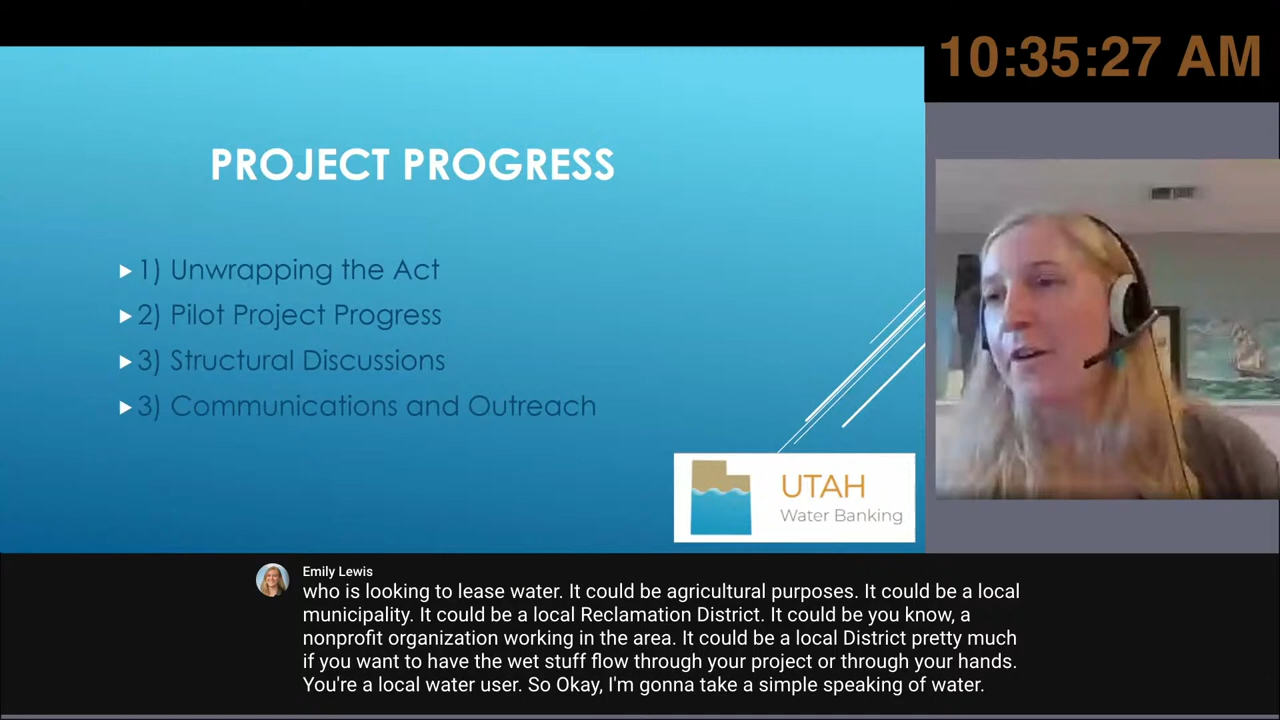 10:35:27 AM
PROJECT PROGRESS
1) Unwrapping the Act
2) Pilot Project Progress
3) Structural Discussions
3) Communications and Outreach
UTAH
Water Banking
Emily Lewis
who is looking to lease water. It could be agricultural purposes. It could be a local
municipality. It could be a local Reclamation District. It could be you know, a
nonprofit organization working in the area. It could be a local District pretty much
if you want to have the wet stuff flow through your project or through your hands.
You're a local water user. So Okay, I'm gonna take a simple speaking of water.